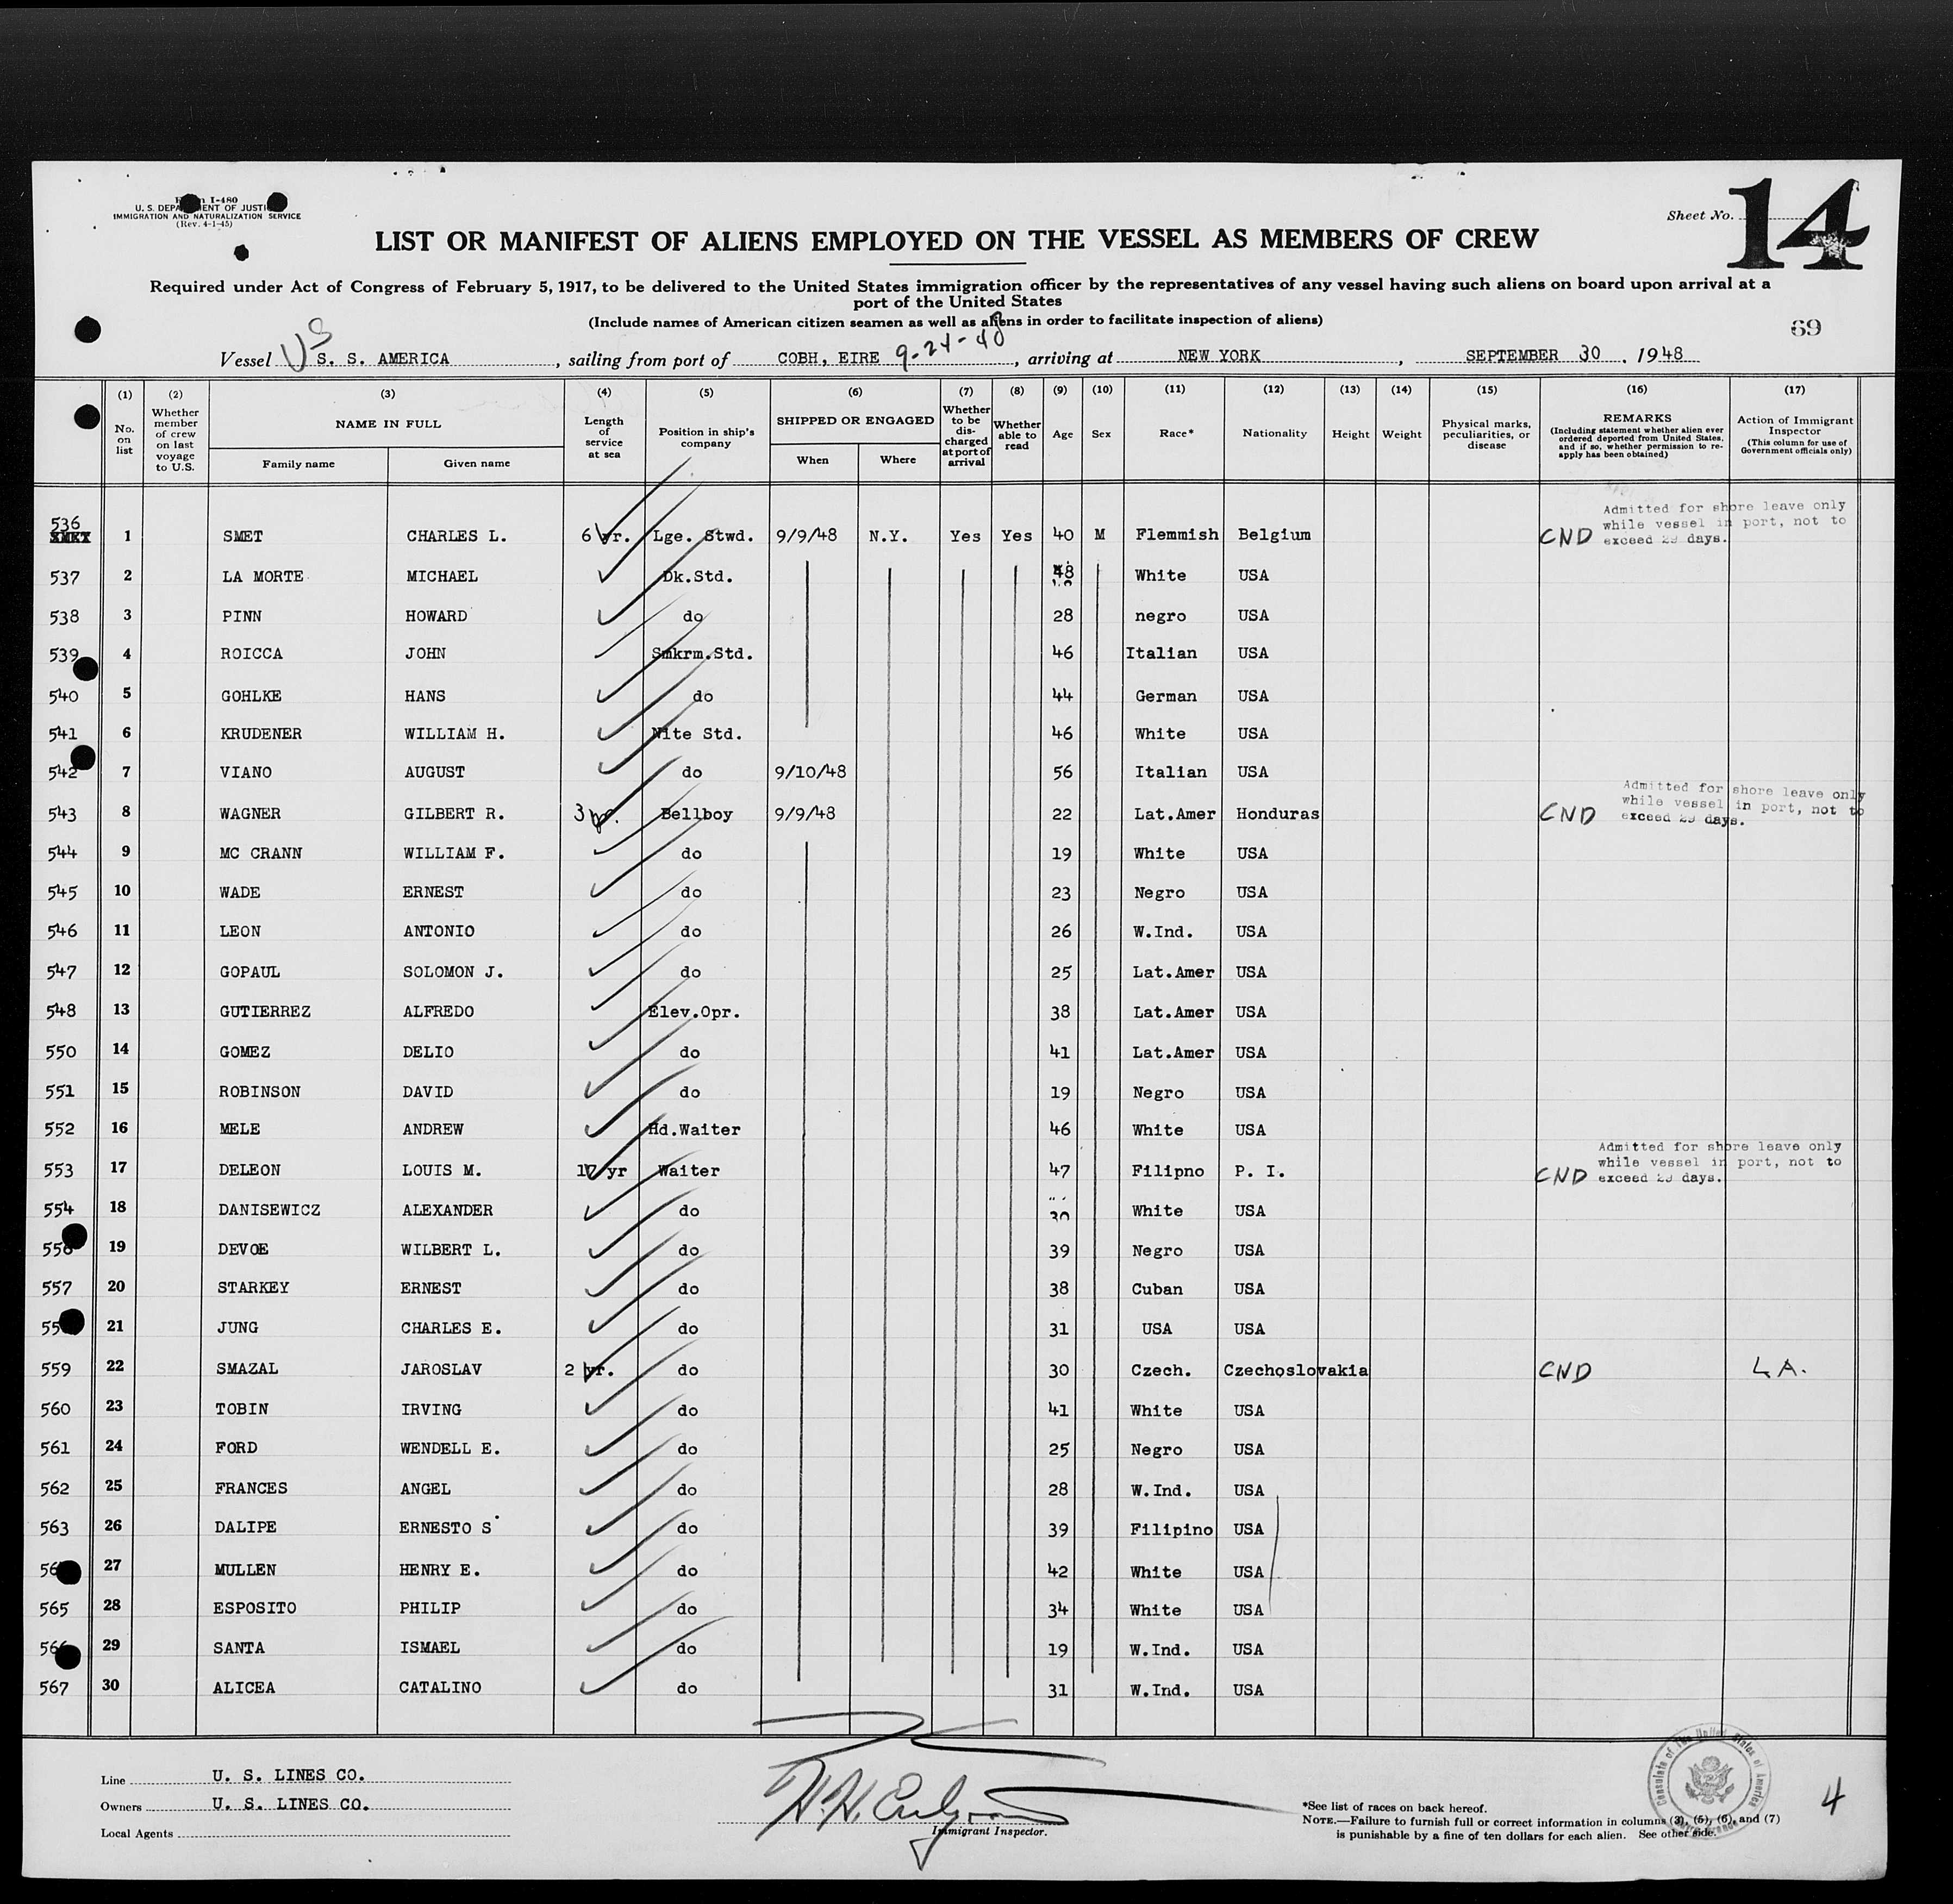 Form I-480
U. S. DEPARTMENT OF JUSTICE
IMMIGRATION AND NATURALIZATION SERVICE
(Rev. 4-1-45)
Sheet No. 14
LIST OR MANIFEST OF ALIENS EMPLOYED ON THE VESSEL AS MEMBERS OF CREW
Required under Act of Congress of February 5, 1917, to be delivered to the United States immigration officer by the representatives of any vessel having such aliens on board upon arrival at a
port of the United States
(Include names of American citizen seamen as well as aliens in order to facilitate inspection of aliens)
69
Vessel US S. S. AMERICA, sailing from port of COBH, EIRE 9-24-48, arriving at NEW YORK, SEPTEMBER 30, 1948
(1) (2) (3) (4) (5) (6) (7) (8) (9) (10) (11) (12) (13) (14) (15) (16) (17)
No. on list
Whether member of crew on last voyage to U.S.
NAME IN FULL
Family name Given name
Length of service at sea
Position in ship's company
SHIPPED OR ENGAGED
When Where
Whether to be discharged at port of arrival
Whether able to read
Age Sex Race* Nationality Height Weight
Physical marks, peculiarities, or disease
REMARKS
(Including statement whether alien ever ordered deported from United States, and if so, whether permission to reapply has been obtained)
Action of Immigrant Inspector
(This column for use of Government officials only)
536 1 SMET CHARLES L. 6 yr. Lge. Stwd. 9/9/48 N.Y. Yes Yes 40 M Flemmish Belgium CND Admitted for shore leave only while vessel in port, not to exceed 29 days.
537 2 LA MORTE MICHAEL Dk.Std. 48 White USA
538 3 PINN HOWARD do 28 negro USA
539 4 ROICCA JOHN Smkrm.Std. 46 Italian USA
540 5 GOHLKE HANS do 44 German USA
541 6 KRUDENER WILLIAM H. Nite Std. 46 White USA
542 7 VIANO AUGUST do 9/10/48 56 Italian USA
543 8 WAGNER GILBERT R. 3 yr. Bellboy 9/9/48 22 Lat.Amer Honduras CND Admitted for shore leave only while vessel in port, not to exceed 29 days.
544 9 MC CRANN WILLIAM F. do 19 White USA
545 10 WADE ERNEST do 23 Negro USA
546 11 LEON ANTONIO do 26 W.Ind. USA
547 12 GOPAUL SOLOMON J. do 25 Lat.Amer USA
548 13 GUTIERREZ ALFREDO Elev.Opr. 38 Lat.Amer USA
550 14 GOMEZ DELIO do 41 Lat.Amer USA
551 15 ROBINSON DAVID do 19 Negro USA
552 16 MELE ANDREW Hd.Waiter 46 White USA
553 17 DELEON LOUIS M. yr Waiter 47 Filipno P. I. CND Admitted for shore leave only while vessel in port, not to exceed 29 days.
554 18 DANISEWICZ ALEXANDER do White USA
19 DEVOE WILBERT L. do 39 Negro USA
557 20 STARKEY ERNEST do 38 Cuban USA
21 JUNG CHARLES E. do 31 USA USA
559 22 SMAZAL JAROSLAV 2 yr. do 30 Czech. Czechoslovakia CND L.A.
560 23 TOBIN IRVING do 41 White USA
561 24 FORD WENDELL E. do 25 Negro USA
562 25 FRANCES ANGEL do 28 W.Ind. USA
563 26 DALIPE ERNESTO S. do 39 Filipino USA
27 MULLEN HENRY E. do 42 White USA
565 28 ESPOSITO PHILIP do 34 White USA
566 29 SANTA ISMAEL do 19 W.Ind. USA
567 30 ALICEA CATALINO do 31 W.Ind. USA
Line U. S. LINES CO.
Owners U. S. LINES CO.
Local Agents
Immigrant Inspector.
*See list of races on back hereof.
NOTE.—Failure to furnish full or correct information in columns (3), (5), (6), and (7)
is punishable by a fine of ten dollars for each alien. See other side.
Consulate of The United States of America
4